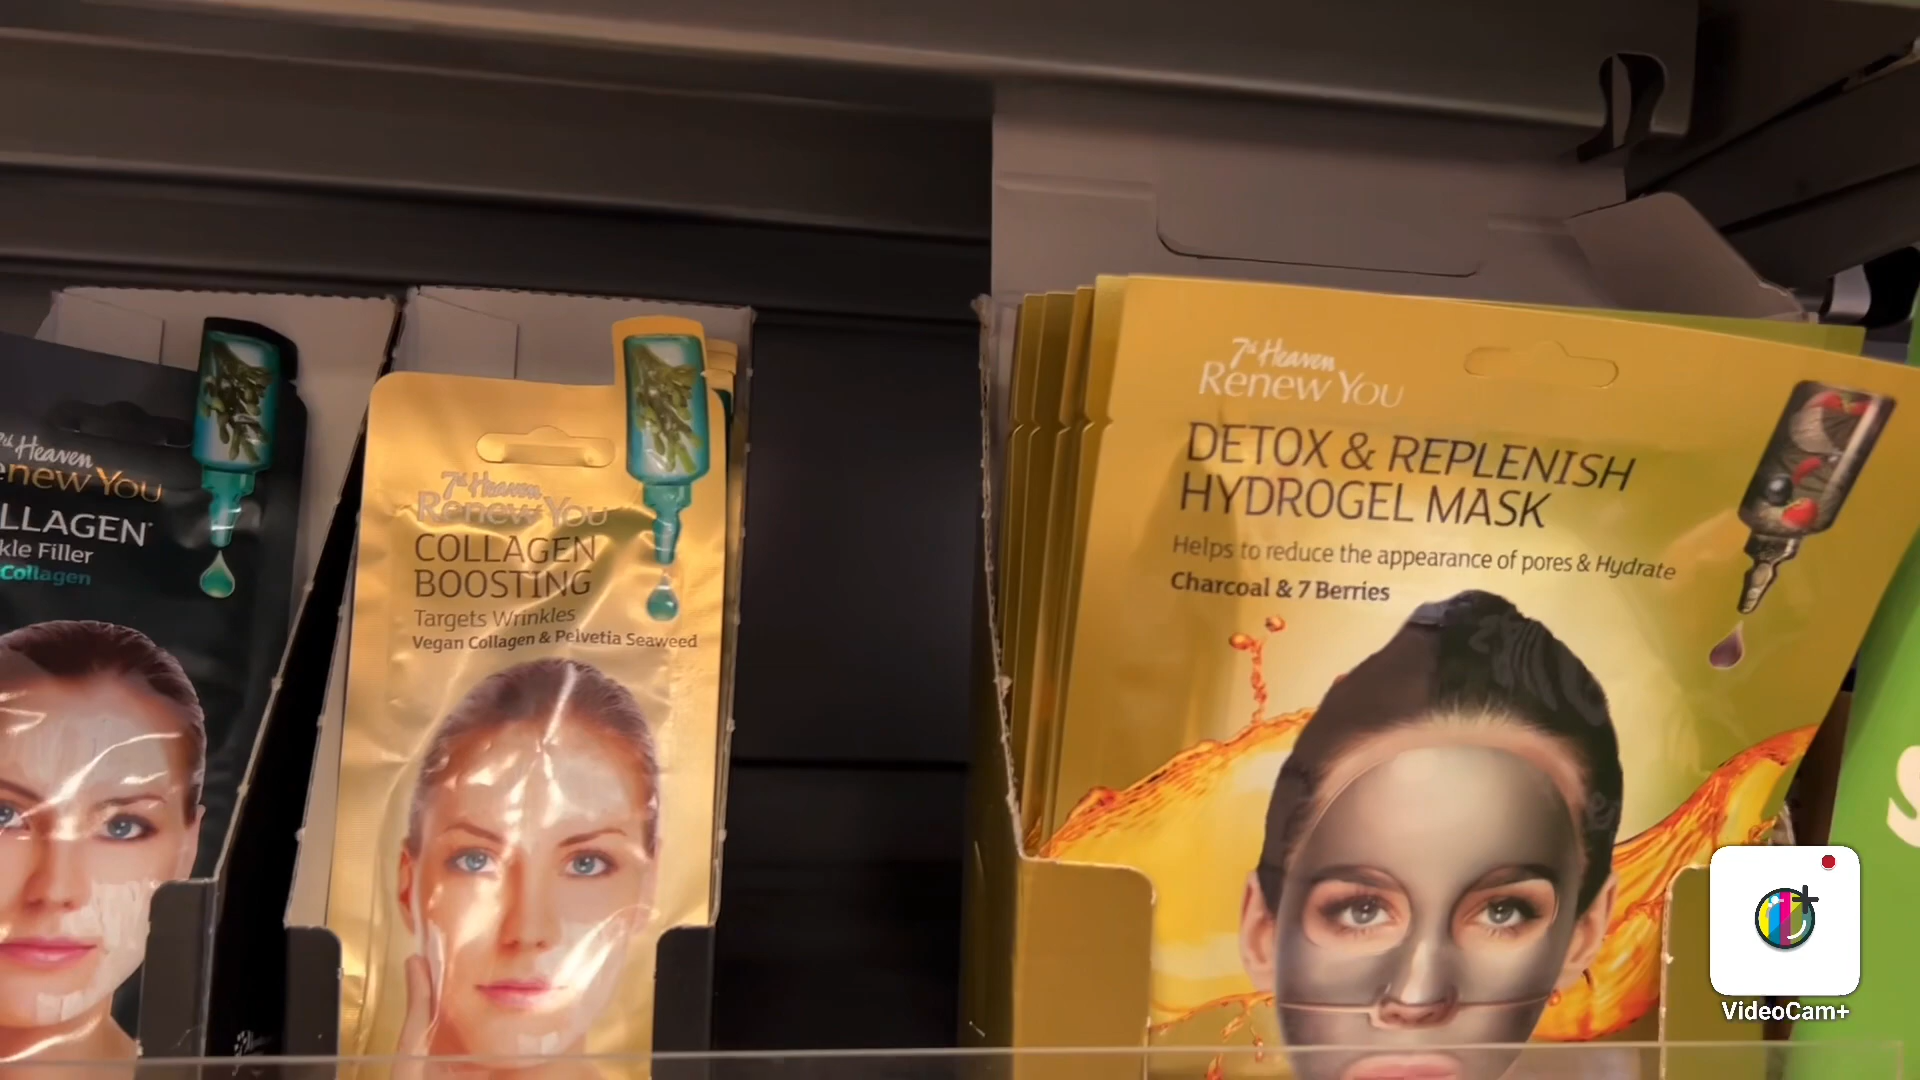 7th Heaven
Renew You
LLAGEN
kle Filler
Collagen
7th Heaven
Renew You
COLLAGEN
BOOSTING
Targets Wrinkles
Vegan Collagen & Pelvetia Seaweed
7th Heaven
Renew You
DETOX & REPLENISH
HYDROGEL MASK
Helps to reduce the appearance of pores & Hydrate
Charcoal & 7 Berries
S
VideoCam+